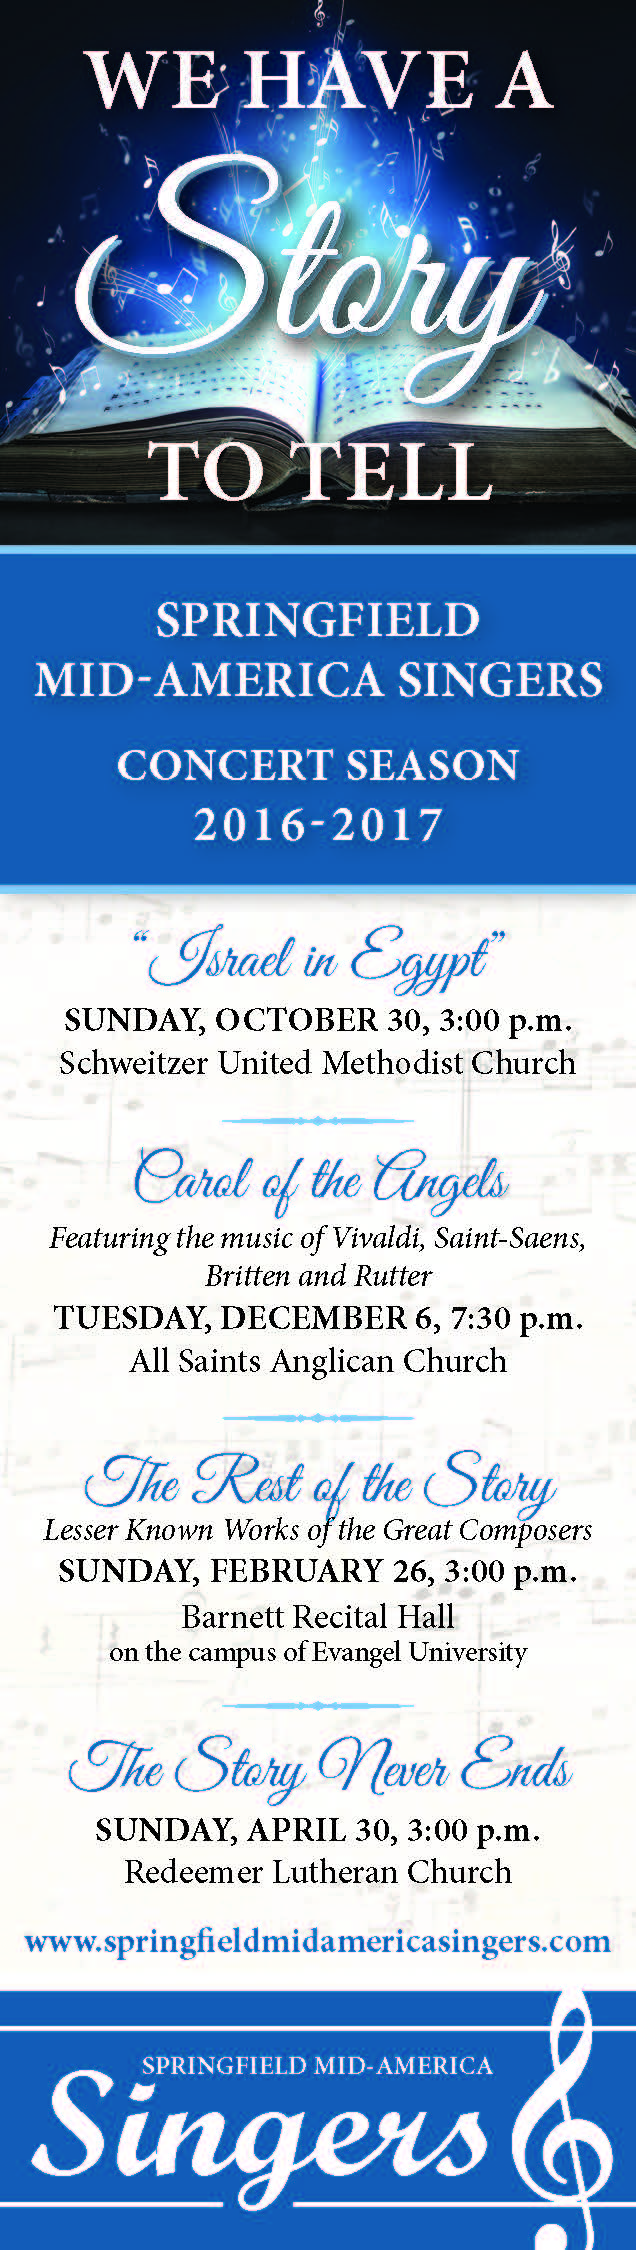 WE HAVE A
Story
TO TELL
SPRINGFIELD
MID-AMERICA SINGERS
CONCERT SEASON
2016-2017
“Israel in Egypt”
SUNDAY, OCTOBER 30, 3:00 p.m.
Schweitzer United Methodist Church
Carol of the Angels
Featuring the music of Vivaldi, Saint-Saens,
Britten and Rutter
TUESDAY, DECEMBER 6, 7:30 p.m.
All Saints Anglican Church
The Rest of the Story
Lesser Known Works of the Great Composers
SUNDAY, FEBRUARY 26, 3:00 p.m.
Barnett Recital Hall
on the campus of Evangel University
The Story Never Ends
SUNDAY, APRIL 30, 3:00 p.m.
Redeemer Lutheran Church
www.springfieldmidamericasingers.com
SPRINGFIELD MID-AMERICA
Singers